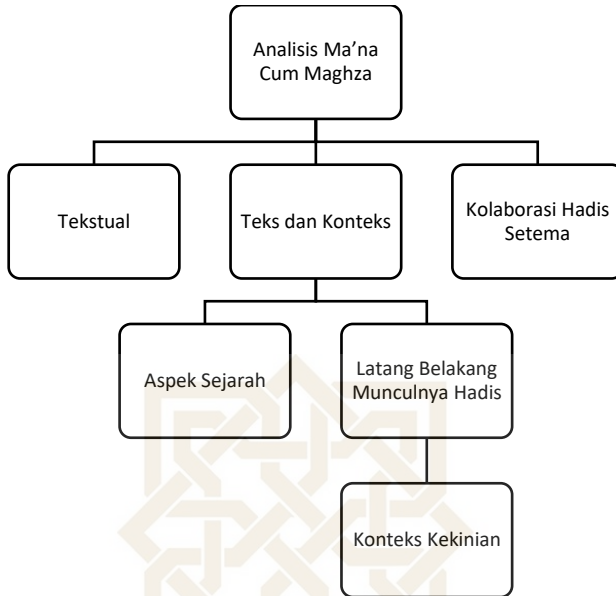 Analisis Ma’na
Cum Maghza
Tekstual
Teks dan Konteks
Kolaborasi Hadis
Setema
Aspek Sejarah
Latang Belakang
Munculnya Hadis
Konteks Kekinian